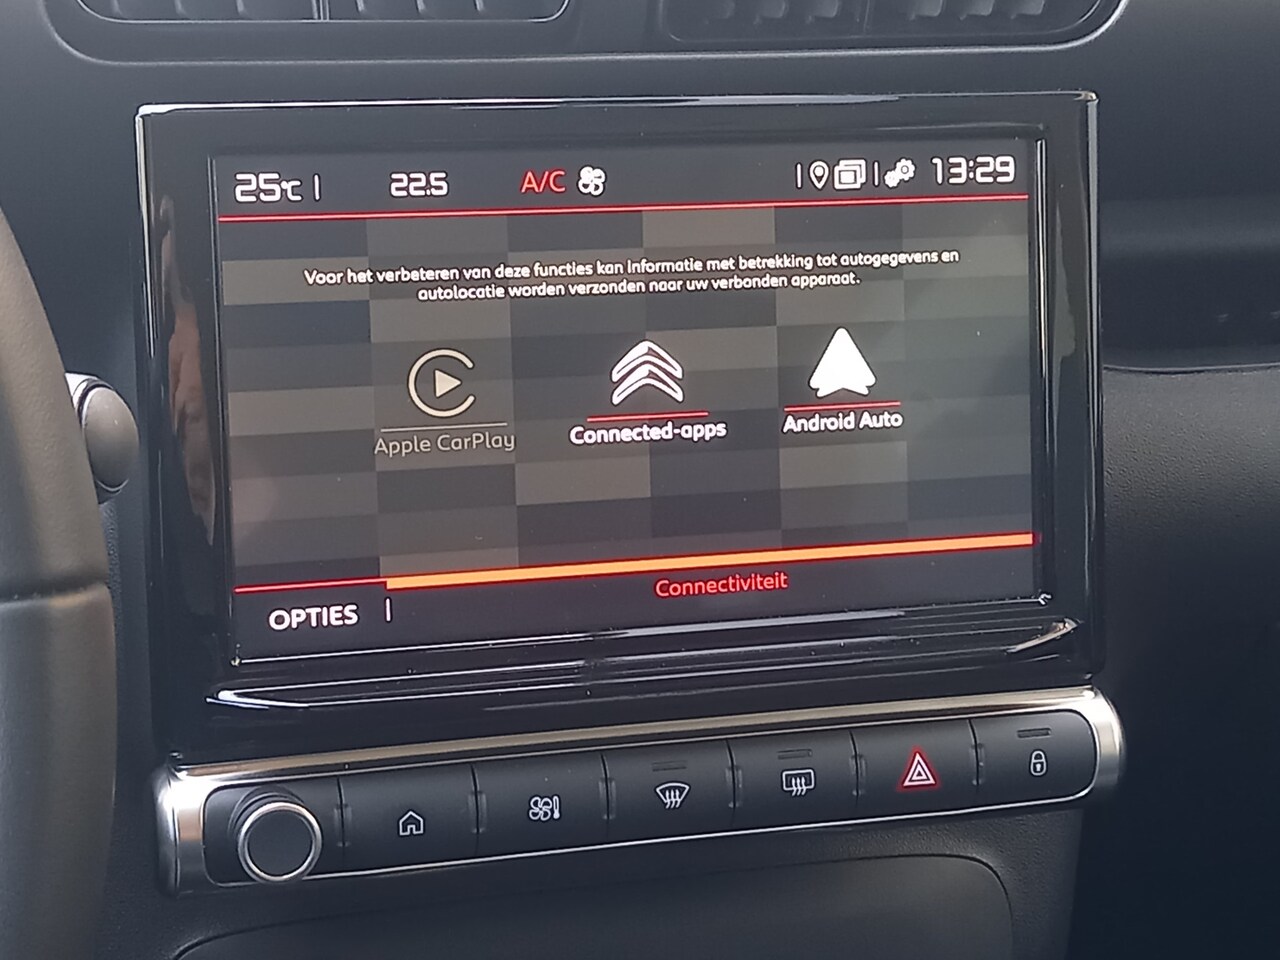 25°C 22.5 A/C 13:29
Voor het verbeteren van deze functies kan informatie met betrekking tot autogegevens en
autolocatie worden verzonden naar uw verbonden apparaat.
Apple CarPlay Connected-apps Android Auto
Connectiviteit
OPTIES